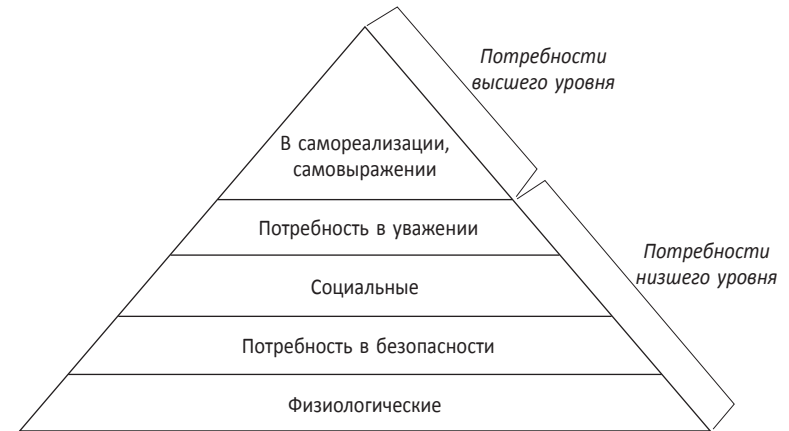 Потребности
высшего уровня
В самореализации,
самовыражении
Потребность в уважении
Потребности
низшего уровня
Социальные
Потребность в безопасности
Физиологические